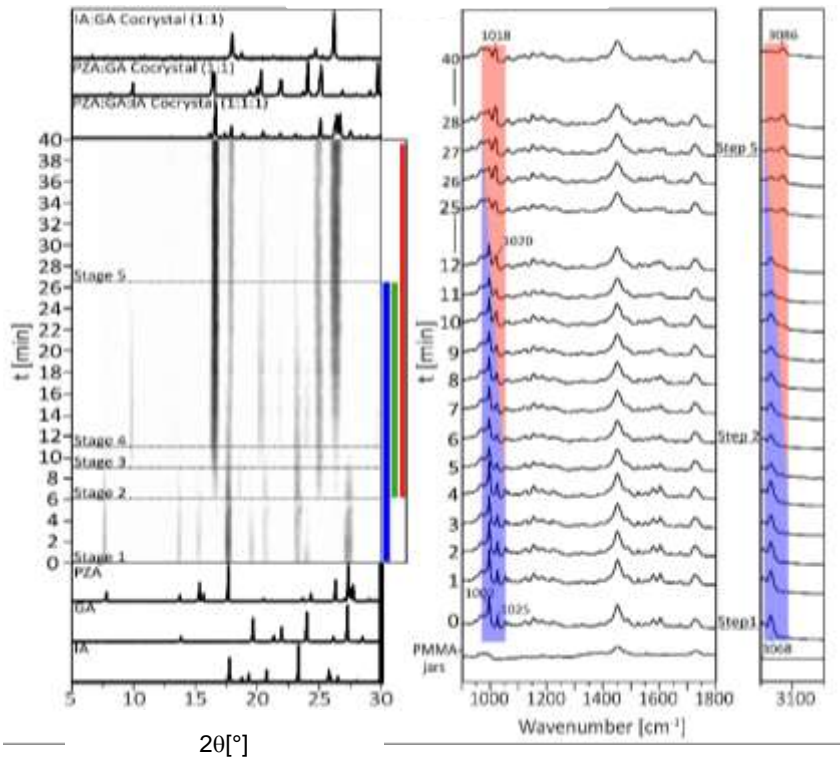 IA:GA Cocrystal (1:1)
PZA:GA Cocrystal (1:1)
PZA:GA:IA Cocrystal (1:1:1)
40
38
36
34
32
30
28
26
24
22
20
18
16
14
12
10
8
6
4
2
0
t [min]
Stage 5
Stage 4
Stage 3
Stage 2
Stage 1
PZA
GA
IA
5
10
15
20
25
30
2θ[°]
1018
40
28
27
26
25
1020
12
11
10
9
8
7
6
5
4
3
2
1
1002
0
1025
PMMA
jars
t [min]
1000
1200
1400
1600
1800
Wavenumber [cm⁻¹]
Step 5
Step 2
Step1
3086
3068
3100